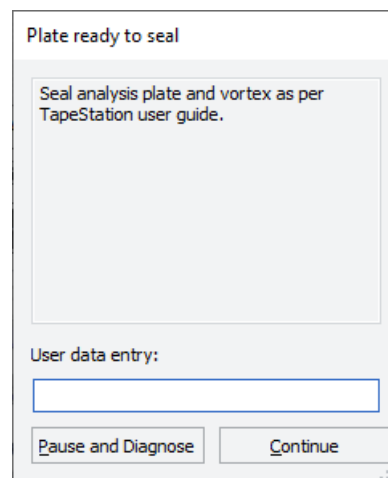 Plate ready to seal
Seal analysis plate and vortex as per
TapeStation user guide.
User data entry:
Pause and Diagnose
Continue